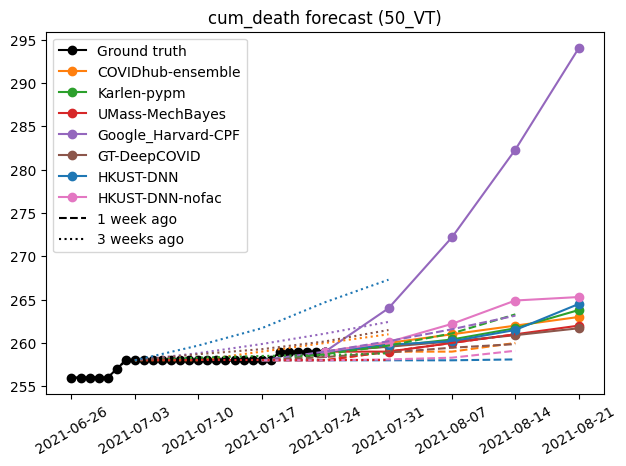 cum_death forecast (50_VT)
295
290
285
280
275
270
265
260
255
Ground truth
COVIDhub-ensemble
Karlen-pypm
UMass-MechBayes
Google_Harvard-CPF
GT-DeepCOVID
HKUST-DNN
HKUST-DNN-nofac
1 week ago
3 weeks ago
2021-06-26
2021-07-03
2021-07-10
2021-07-17
2021-07-24
2021-07-31
2021-08-07
2021-08-14
2021-08-21